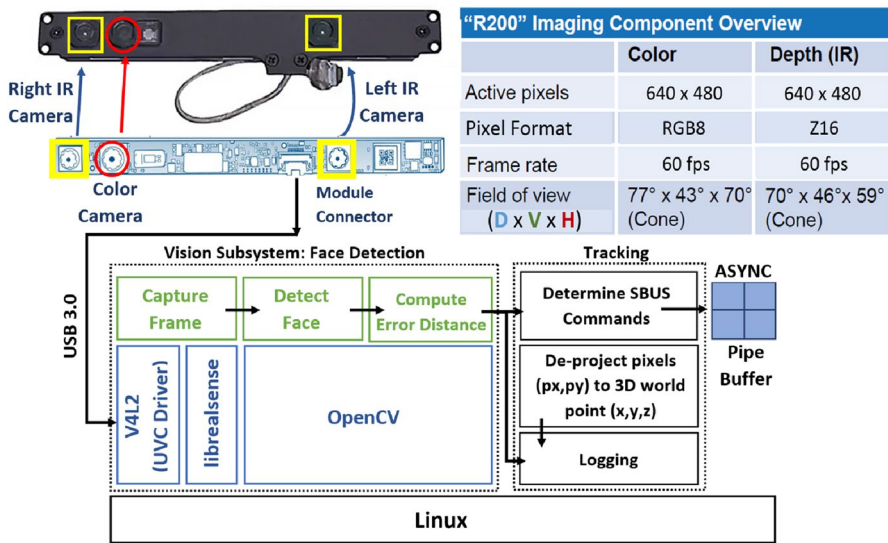 "R200" Imaging Component Overview
Color Depth (IR)
Active pixels 640 x 480 640 x 480
Pixel Format RGB8 Z16
Frame rate 60 fps 60 fps
Field of view 77° x 43° x 70° 70° x 46°x 59°
(D x V x H) (Cone) (Cone)
Right IR
Camera
Left IR
Camera
Color
Camera
Module
Connector
USB 3.0
Vision Subsystem: Face Detection
Capture
Frame
Detect
Face
Compute
Error Distance
V4L2
(UVC Driver)
librealsense
OpenCV
Tracking
Determine SBUS
Commands
De-project pixels
(px,py) to 3D world
point (x,y,z)
Logging
ASYNC
Pipe
Buffer
Linux